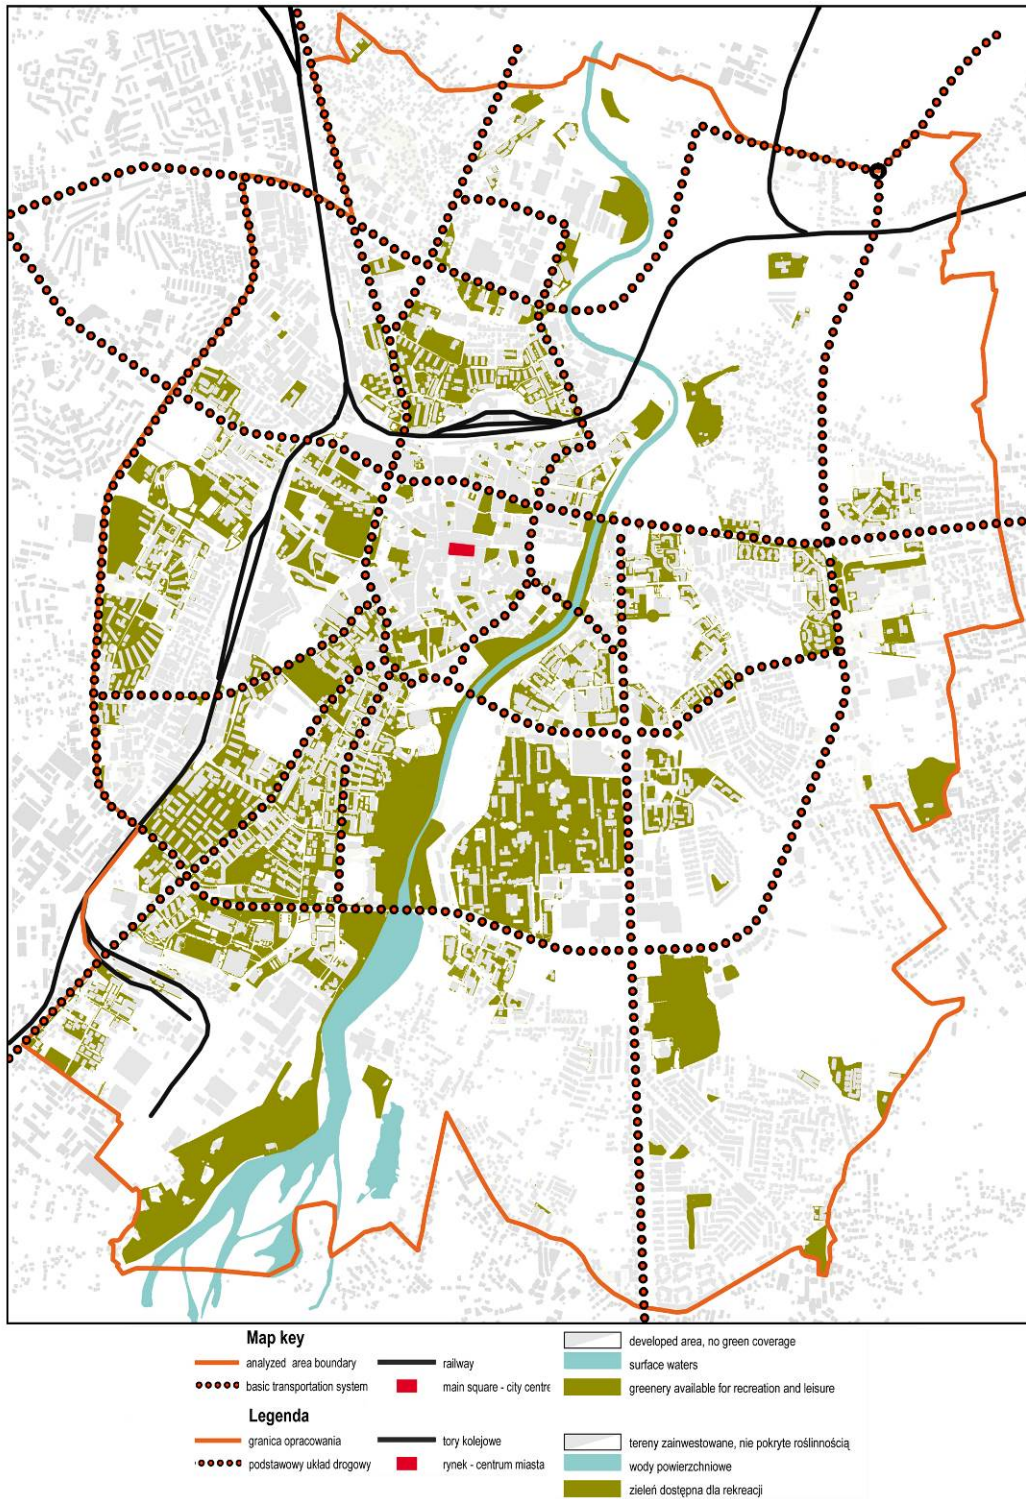 Map key
analyzed area boundary
basic transportation system
railway
main square - city centre
developed area, no green coverage
surface waters
greenery available for recreation and leisure
Legenda
granica opracowania
podstawowy układ drogowy
tory kolejowe
rynek - centrum miasta
tereny zainwestowane, nie pokryte roślinnością
wody powierzchniowe
zieleń dostępna dla rekreacji